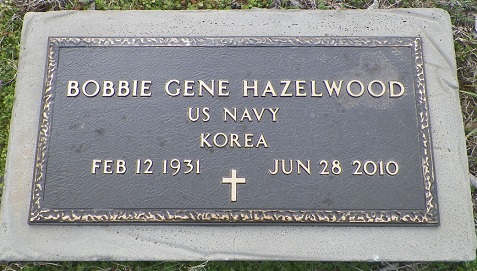 BOBBIE GENE HAZELWOOD
US NAVY
KOREA
FEB 12 1931 JUN 28 2010